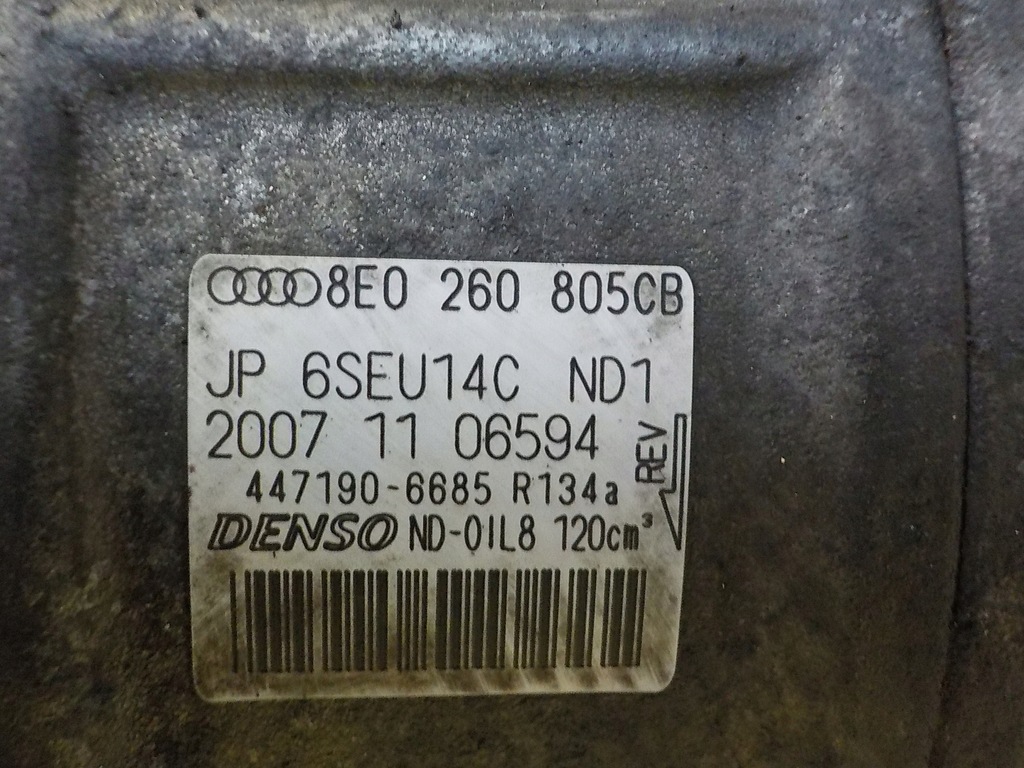 8E0 260 805CB
JP 6SEU14C ND1
2007 11 06594
REV
447190-6685 R134a
DENSO ND-OIL8 120cm³